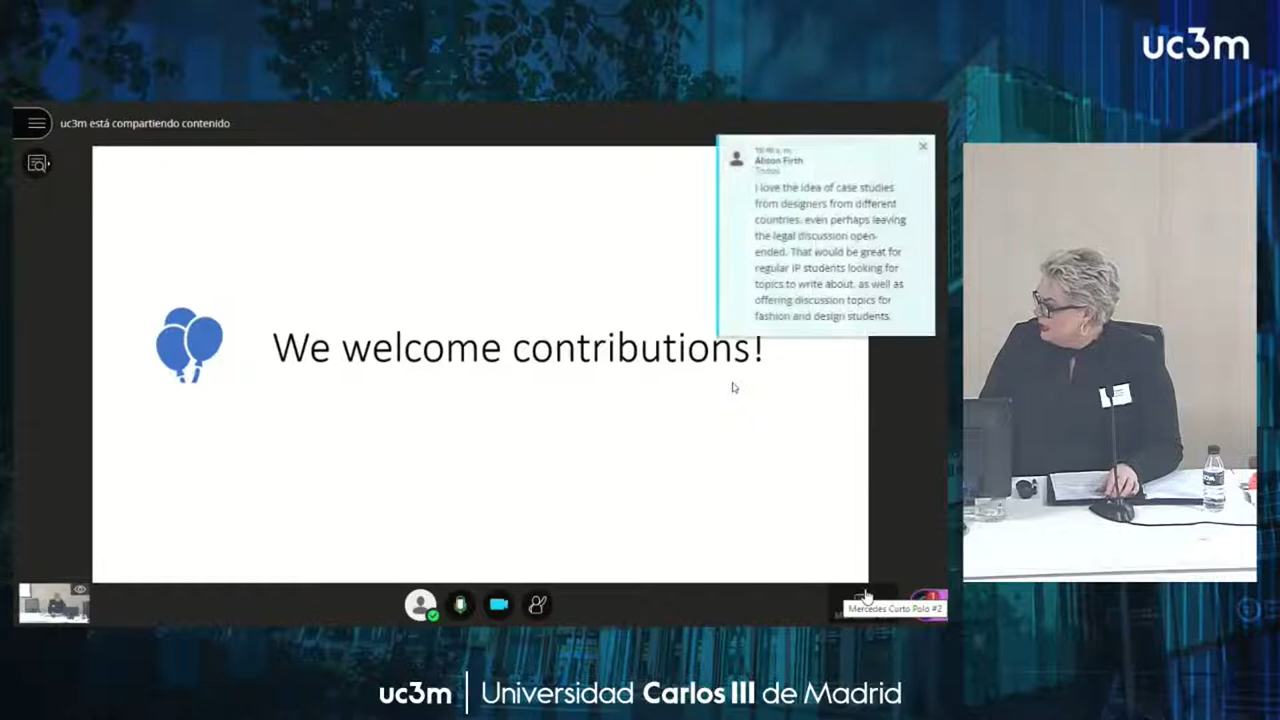 uc3m
uc3m está compartiendo contenido
Alison Firth
Todos
I love the idea of case studies
from designers from different
countries, even perhaps leaving
the legal discussion open-
ended. That would be great for
regular IP students looking for
topics to write about, as well as
offering discussion topics for
fashion and design students.
We welcome contributions!
Mercedes Curto Polo #2
uc3m | Universidad Carlos III de Madrid